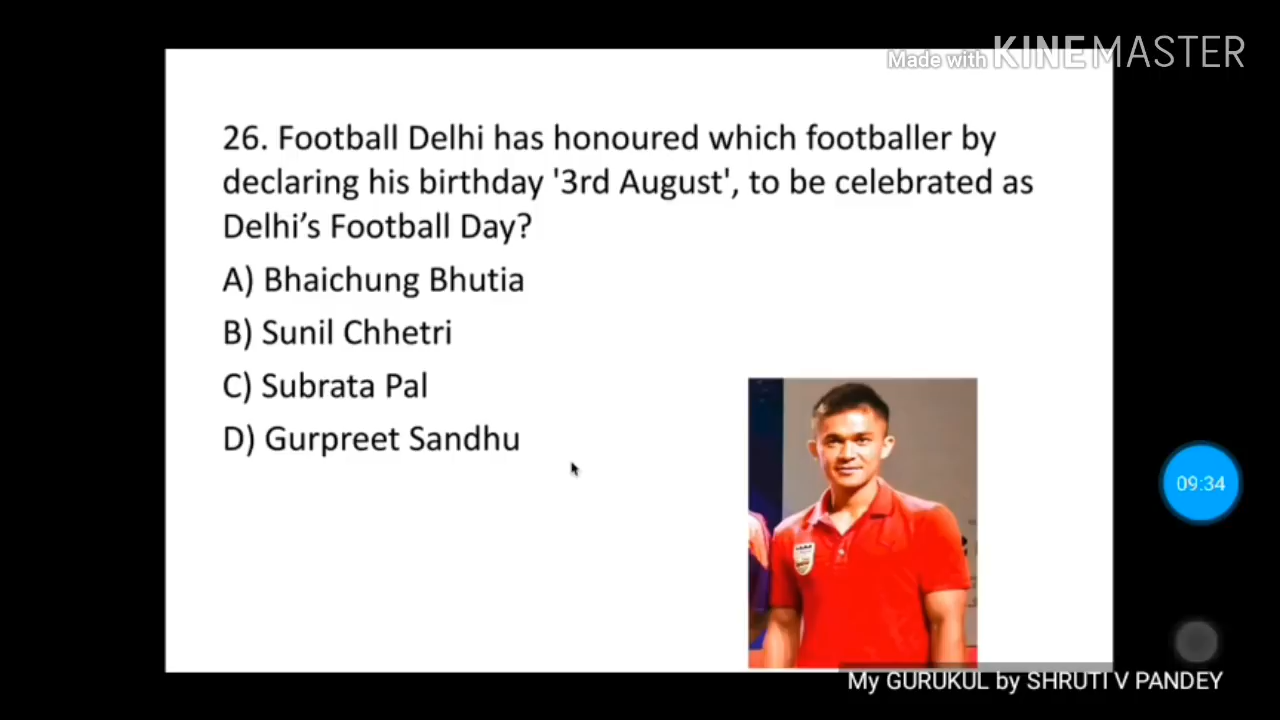 Made with KINEMASTER
26. Football Delhi has honoured which footballer by
declaring his birthday '3rd August', to be celebrated as
Delhi’s Football Day?
A) Bhaichung Bhutia
B) Sunil Chhetri
C) Subrata Pal
D) Gurpreet Sandhu
09:34
My GURUKUL by SHRUTI V PANDEY